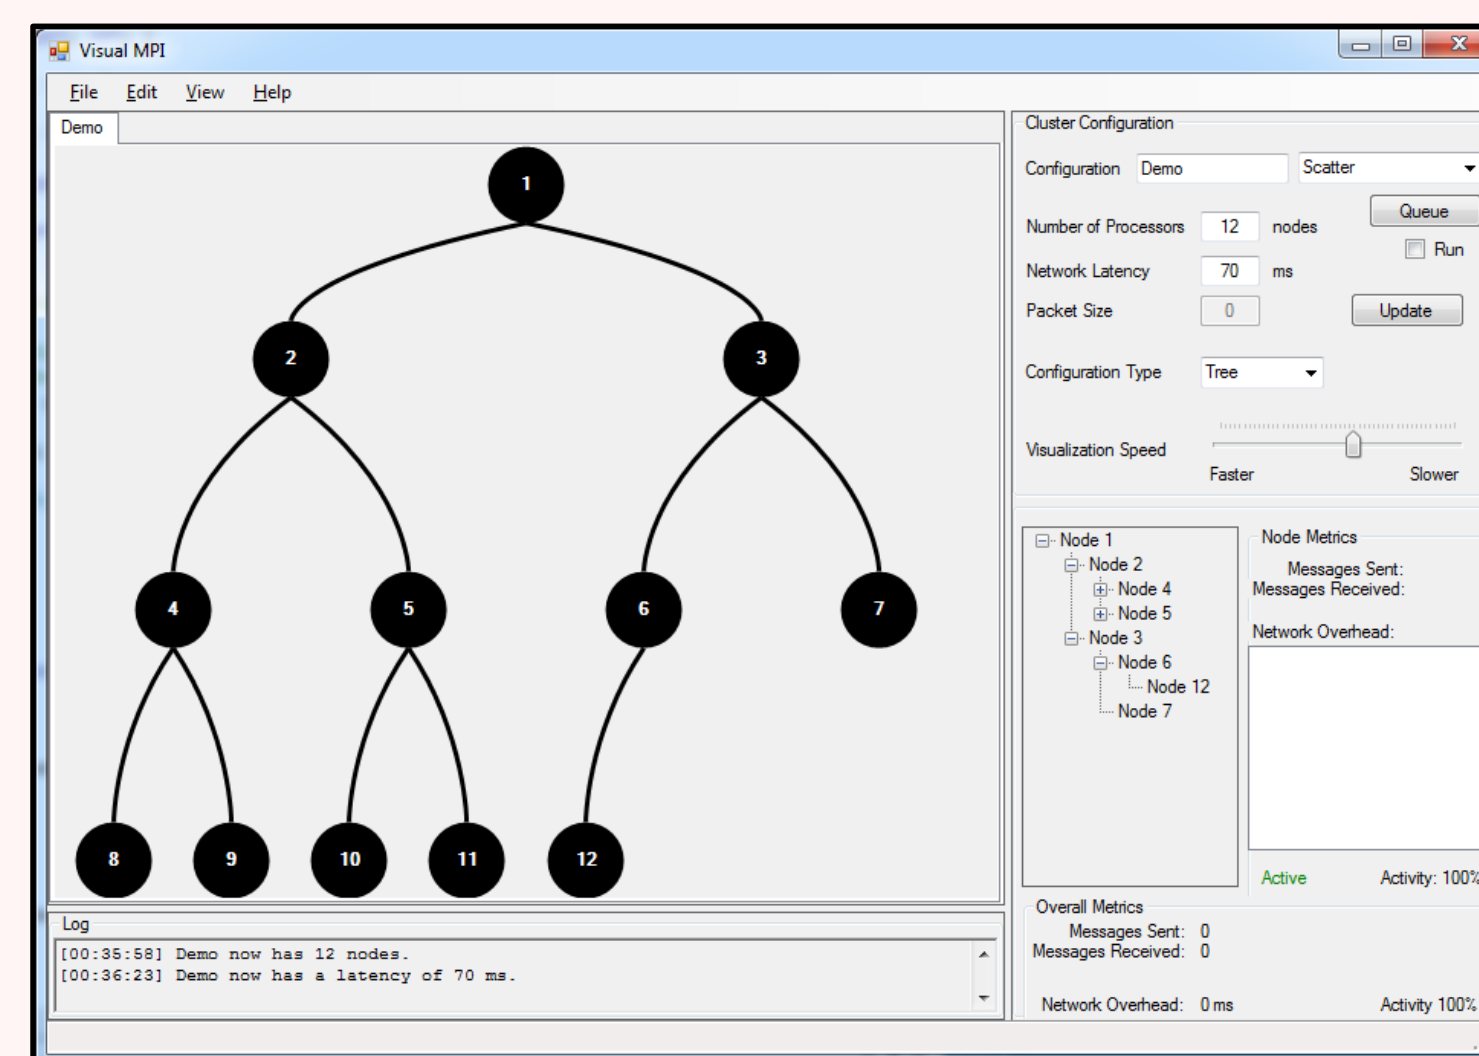 Visual MPI
File Edit View Help
Demo
1
2 3
4 5 6 7
8 9 10 11 12
Log
[00:35:58] Demo now has 12 nodes.
[00:36:23] Demo now has a latency of 70 ms.
Cluster Configuration
Configuration Demo Scatter
Queue
Number of Processors 12 nodes
Run
Network Latency 70 ms
Packet Size 0 Update
Configuration Type Tree
Visualization Speed
Faster Slower
Node 1
Node 2
Node 4
Node 5
Node 3
Node 6
Node 12
Node 7
Node Metrics
Messages Sent:
Messages Received:
Network Overhead:
Active Activity: 100%
Overall Metrics
Messages Sent: 0
Messages Received: 0
Network Overhead: 0 ms Activity 100%